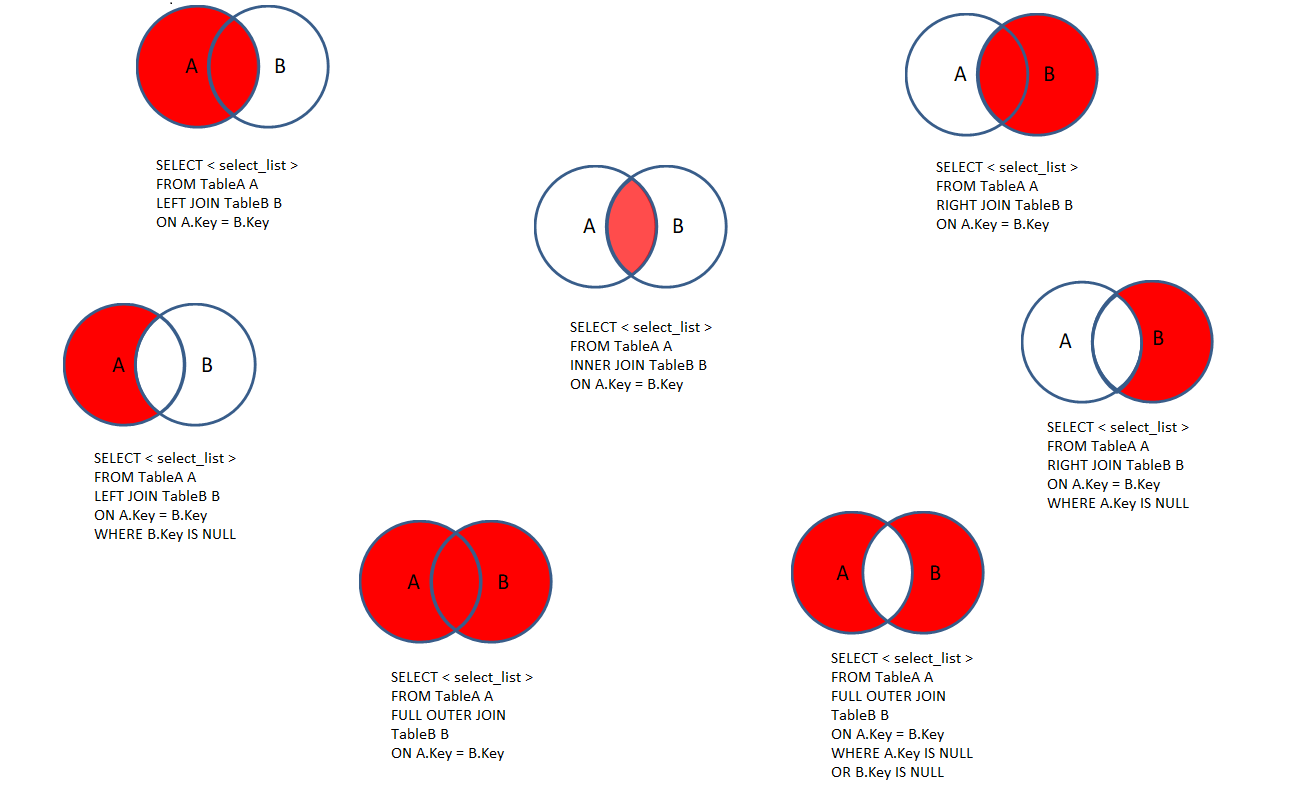 A B
SELECT < select_list >
FROM TableA A
LEFT JOIN TableB B
ON A.Key = B.Key
A B
SELECT < select_list >
FROM TableA A
RIGHT JOIN TableB B
ON A.Key = B.Key
A B
SELECT < select_list >
FROM TableA A
INNER JOIN TableB B
ON A.Key = B.Key
A B
SELECT < select_list >
FROM TableA A
LEFT JOIN TableB B
ON A.Key = B.Key
WHERE B.Key IS NULL
A B
SELECT < select_list >
FROM TableA A
RIGHT JOIN TableB B
ON A.Key = B.Key
WHERE A.Key IS NULL
A B
SELECT < select_list >
FROM TableA A
FULL OUTER JOIN
TableB B
ON A.Key = B.Key
A B
SELECT < select_list >
FROM TableA A
FULL OUTER JOIN
TableB B
ON A.Key = B.Key
WHERE A.Key IS NULL
OR B.Key IS NULL